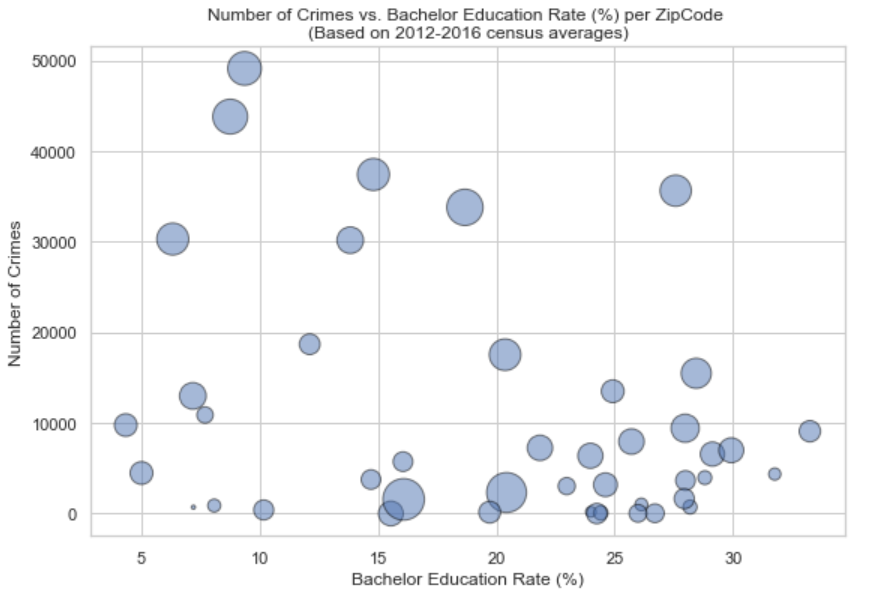 Number of Crimes vs. Bachelor Education Rate (%) per ZipCode
(Based on 2012-2016 census averages)
50000
40000
30000
20000
10000
0
Number of Crimes
5 10 15 20 25 30
Bachelor Education Rate (%)